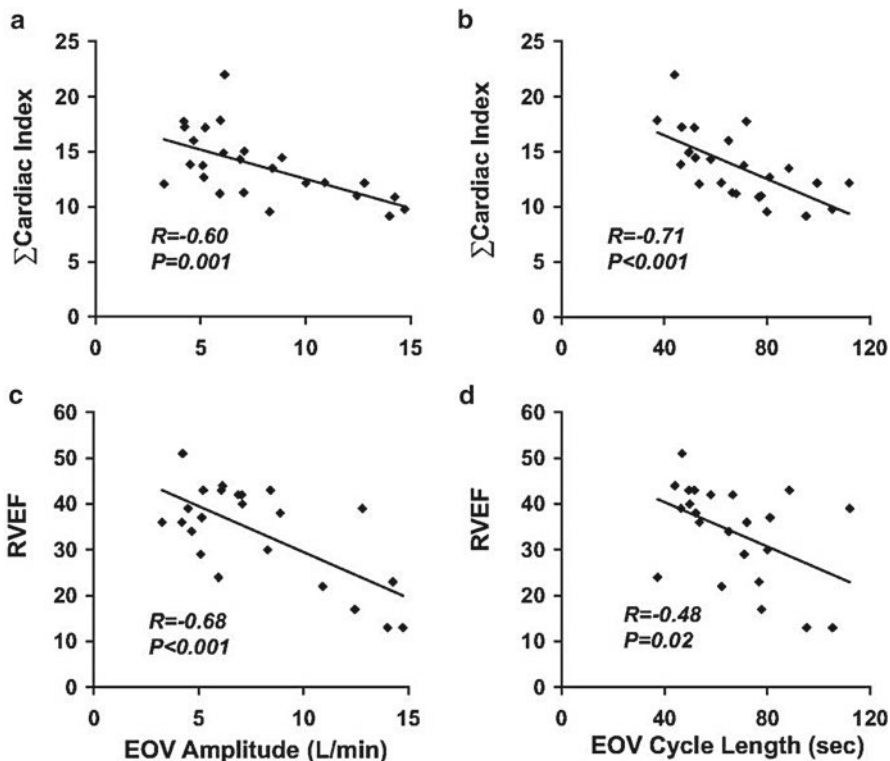 a
25
20
15
10
5
0
ΣCardiac Index
R=-0.60
P=0.001
0 5 10 15
b
25
20
15
10
5
0
ΣCardiac Index
R=-0.71
P<0.001
0 40 80 120
c
60
50
40
30
20
10
0
RVEF
R=-0.68
P<0.001
0 5 10 15
EOV Amplitude (L/min)
d
60
50
40
30
20
10
0
RVEF
R=-0.48
P=0.02
0 40 80 120
EOV Cycle Length (sec)